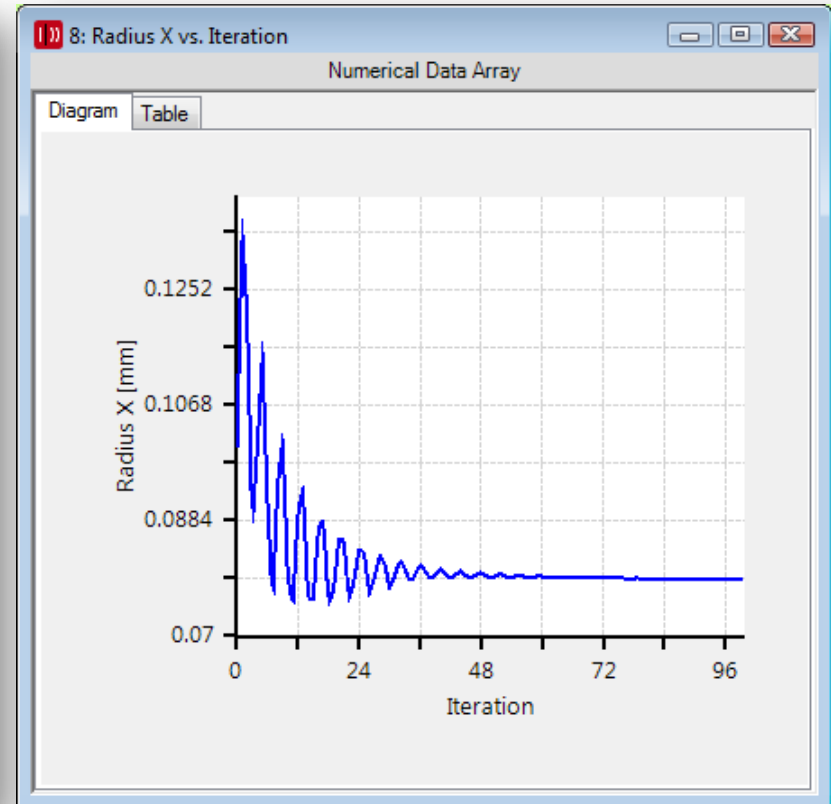 8: Radius X vs. Iteration
Numerical Data Array
Diagram Table
Radius X [mm]
0.1252
0.1068
0.0884
0.07
0 24 48 72 96
Iteration